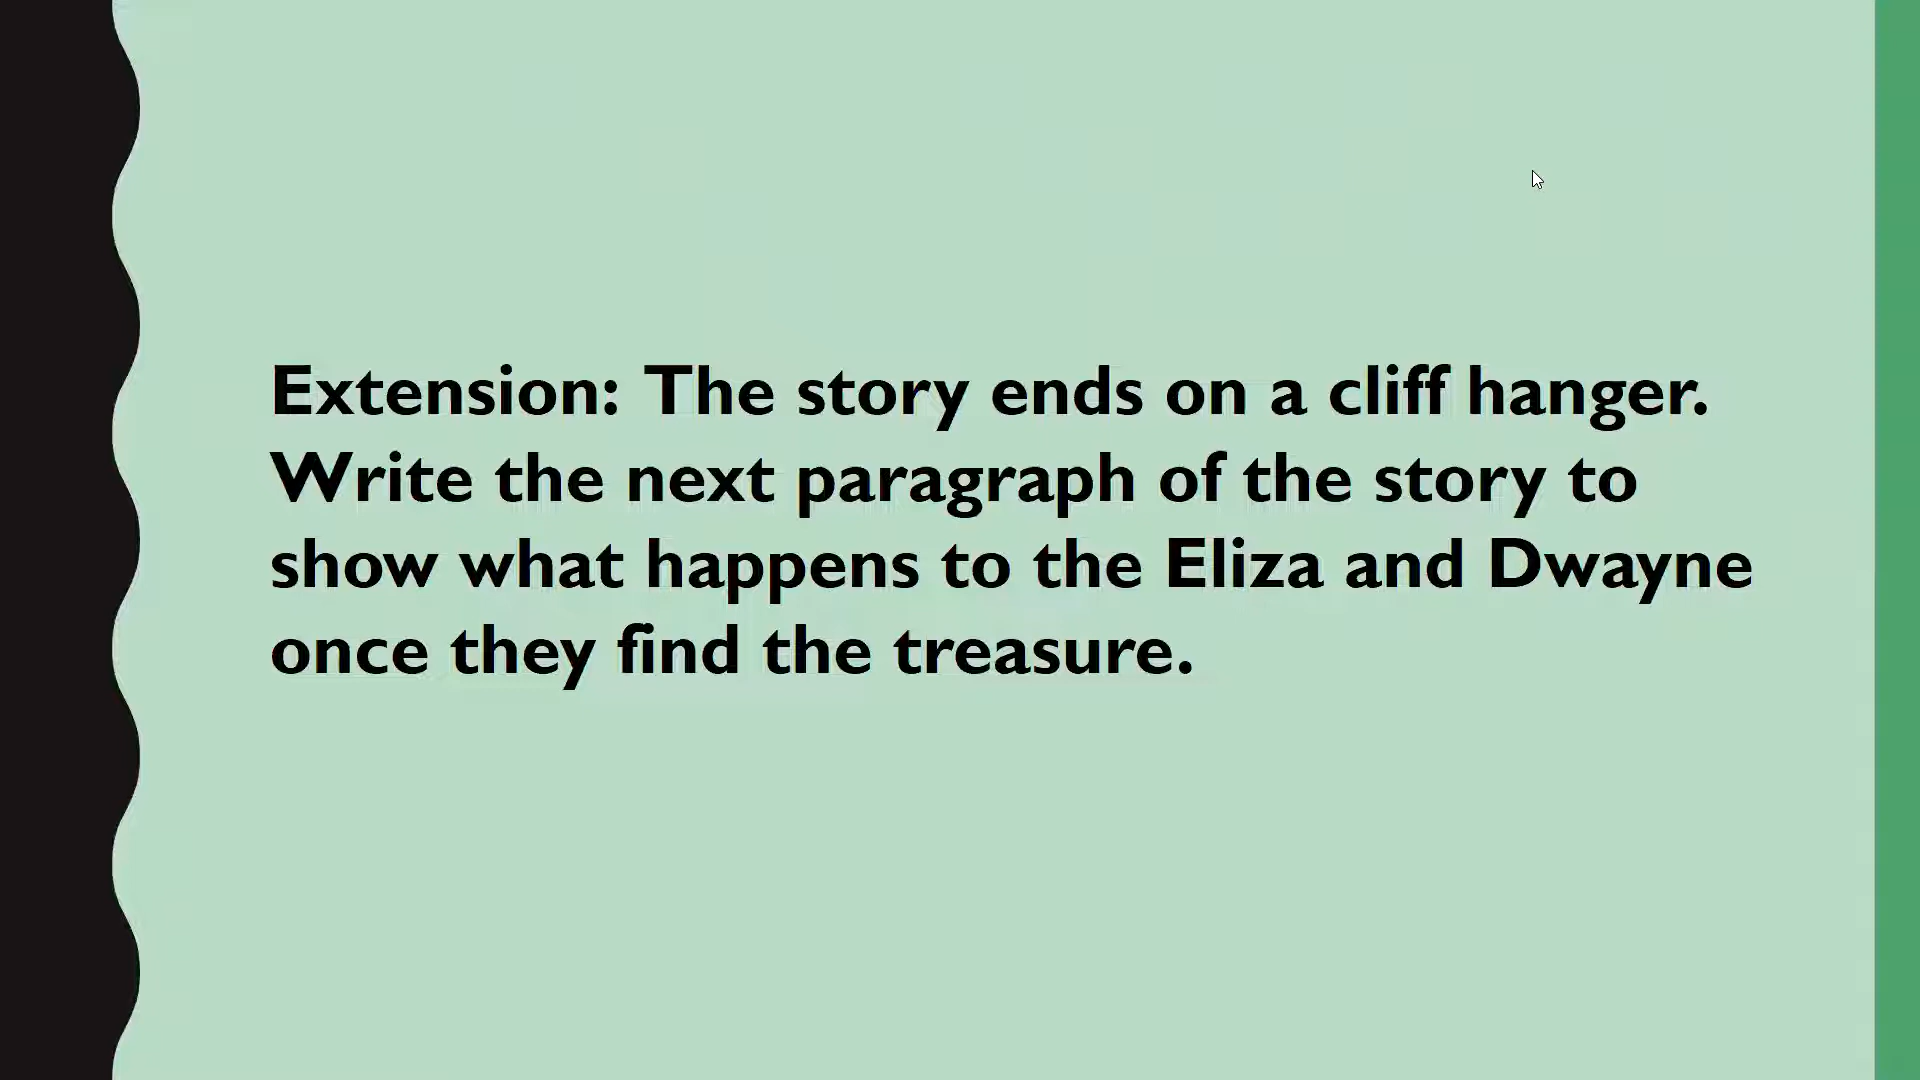 Extension: The story ends on a cliff hanger.
Write the next paragraph of the story to
show what happens to the Eliza and Dwayne
once they find the treasure.